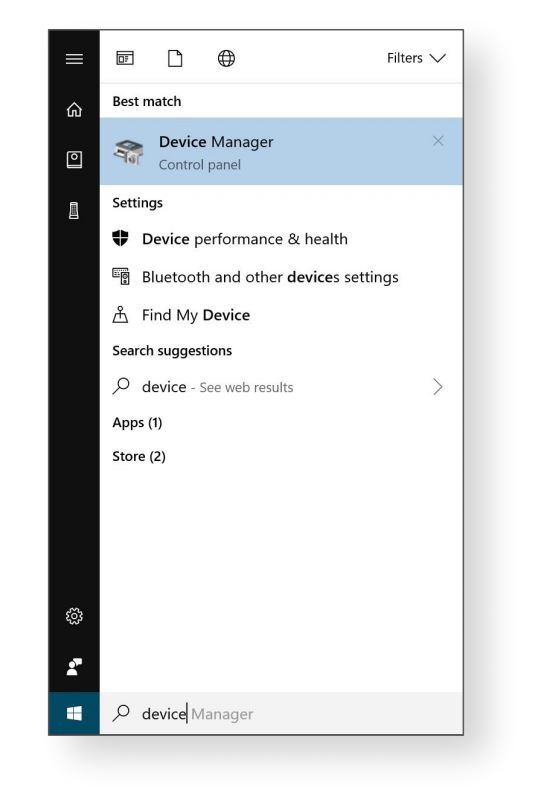 Filters
Best match
Device Manager
Control panel
Settings
Device performance & health
Bluetooth and other devices settings
Find My Device
Search suggestions
device - See web results
Apps (1)
Store (2)
device Manager